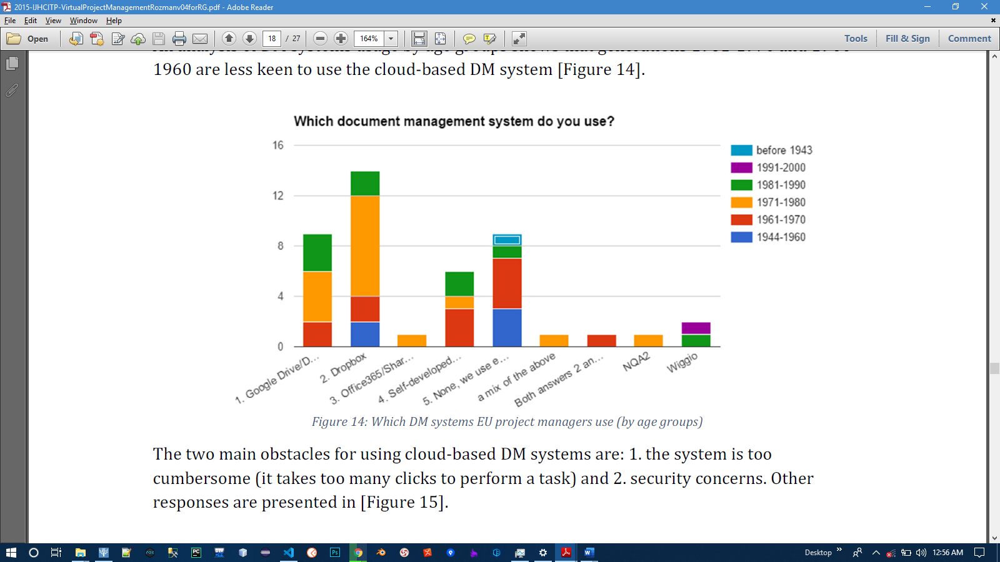 2015-IJHCITP-VirtualProjectManagementRozmanv04forRG.pdf - Adobe Reader
File Edit View Window Help
Open 18 / 27 164% Tools Fill & Sign Comment
1960 are less keen to use the cloud-based DM system [Figure 14].
Which document management system do you use?
16
12
8
4
0
before 1943
1991-2000
1981-1990
1971-1980
1961-1970
1944-1960
1. Google Drive/D...
2. Dropbox
3. Office365/Shar...
4. Self-developed...
5. None, we use e...
a mix of the above
Both answers 2 an...
NQA2
Wiggio
Figure 14: Which DM systems EU project managers use (by age groups)
The two main obstacles for using cloud-based DM systems are: 1. the system is too
cumbersome (it takes too many clicks to perform a task) and 2. security concerns. Other
responses are presented in [Figure 15].
Desktop 12:56 AM